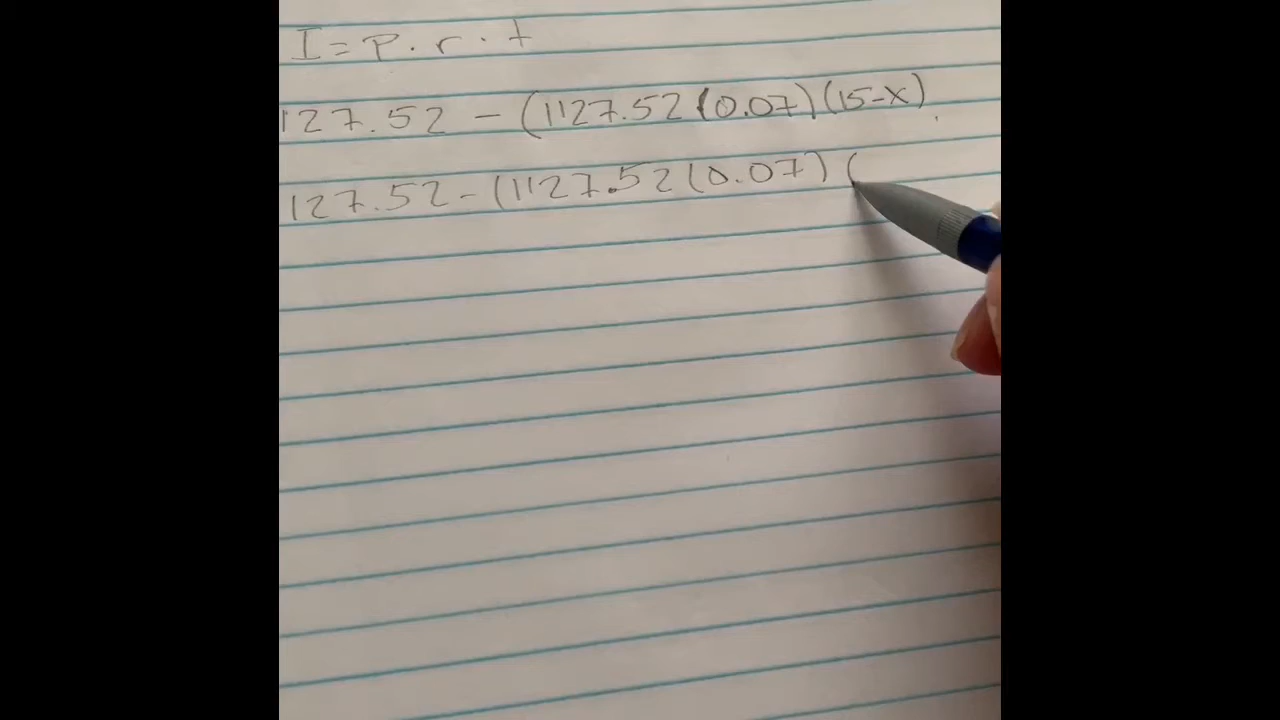 I = P . r . t
127.52 - (1127.52(0.07)(15-x)
127.52 - (1127.52(0.07) (